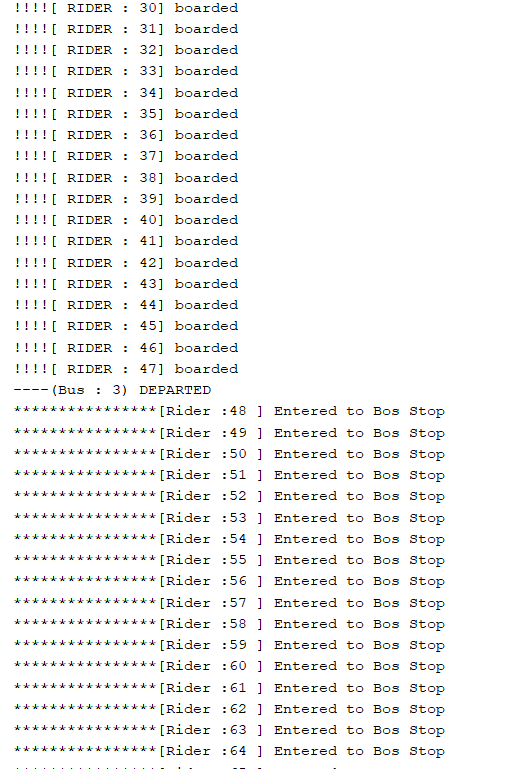 !!!![ RIDER : 30] boarded
!!!![ RIDER : 31] boarded
!!!![ RIDER : 32] boarded
!!!![ RIDER : 33] boarded
!!!![ RIDER : 34] boarded
!!!![ RIDER : 35] boarded
!!!![ RIDER : 36] boarded
!!!![ RIDER : 37] boarded
!!!![ RIDER : 38] boarded
!!!![ RIDER : 39] boarded
!!!![ RIDER : 40] boarded
!!!![ RIDER : 41] boarded
!!!![ RIDER : 42] boarded
!!!![ RIDER : 43] boarded
!!!![ RIDER : 44] boarded
!!!![ RIDER : 45] boarded
!!!![ RIDER : 46] boarded
!!!![ RIDER : 47] boarded
----(Bus : 3) DEPARTED
****************[Rider :48 ] Entered to Bos Stop
****************[Rider :49 ] Entered to Bos Stop
****************[Rider :50 ] Entered to Bos Stop
****************[Rider :51 ] Entered to Bos Stop
****************[Rider :52 ] Entered to Bos Stop
****************[Rider :53 ] Entered to Bos Stop
****************[Rider :54 ] Entered to Bos Stop
****************[Rider :55 ] Entered to Bos Stop
****************[Rider :56 ] Entered to Bos Stop
****************[Rider :57 ] Entered to Bos Stop
****************[Rider :58 ] Entered to Bos Stop
****************[Rider :59 ] Entered to Bos Stop
****************[Rider :60 ] Entered to Bos Stop
****************[Rider :61 ] Entered to Bos Stop
****************[Rider :62 ] Entered to Bos Stop
****************[Rider :63 ] Entered to Bos Stop
****************[Rider :64 ] Entered to Bos Stop